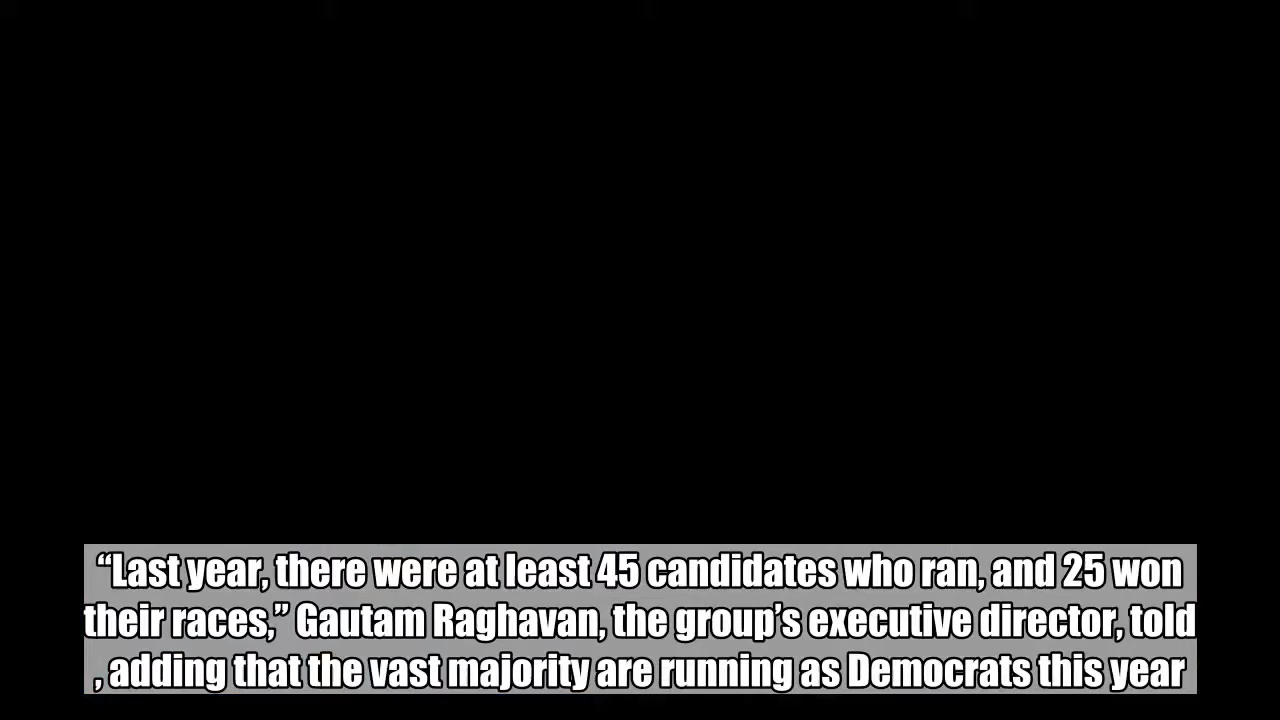 “Last year, there were at least 45 candidates who ran, and 25 won
their races,” Gautam Raghavan, the group’s executive director, told
, adding that the vast majority are running as Democrats this year